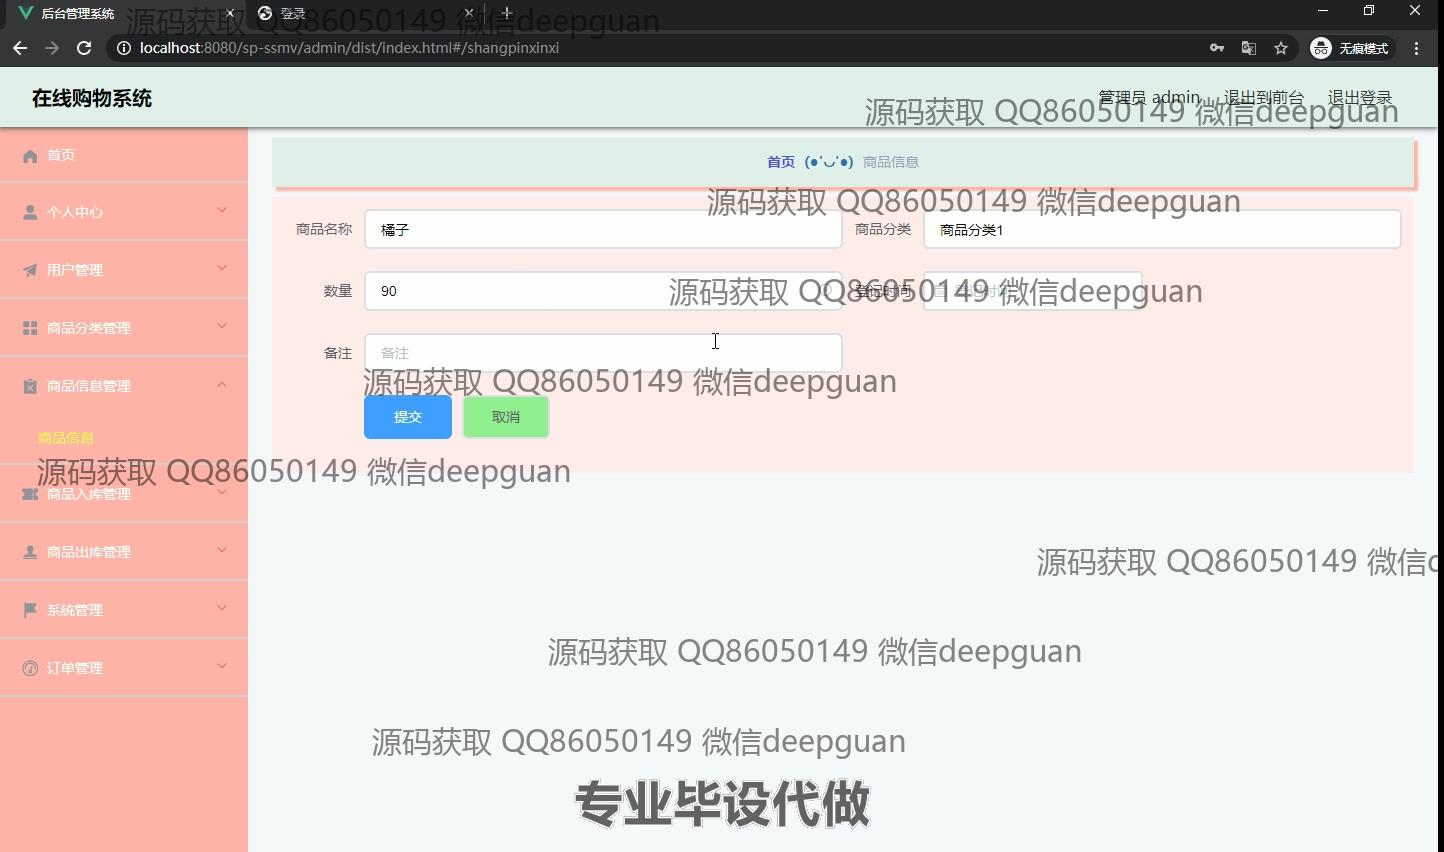 后台管理系统
登录
源码获取 QQ86050149 微信deepguan
localhost:8080/sp-ssmv/admin/dist/index.html#/shangpinxinxi
无痕模式
在线购物系统
管理员 admin
退出到前台
退出登录
源码获取 QQ86050149 微信deepguan
首页
首页 (●'◡'●) 商品信息
个人中心
源码获取 QQ86050149 微信deepguan
商品名称 橘子
商品分类 商品分类1
用户管理
数量 90
登记时间 登记时间
源码获取 QQ86050149 微信deepguan
商品分类管理
备注 备注
商品信息管理
源码获取 QQ86050149 微信deepguan
提交 取消
商品信息
源码获取 QQ86050149 微信deepguan
商品入库管理
商品出库管理
源码获取 QQ86050149 微信d
系统管理
源码获取 QQ86050149 微信deepguan
订单管理
源码获取 QQ86050149 微信deepguan
专业毕设代做